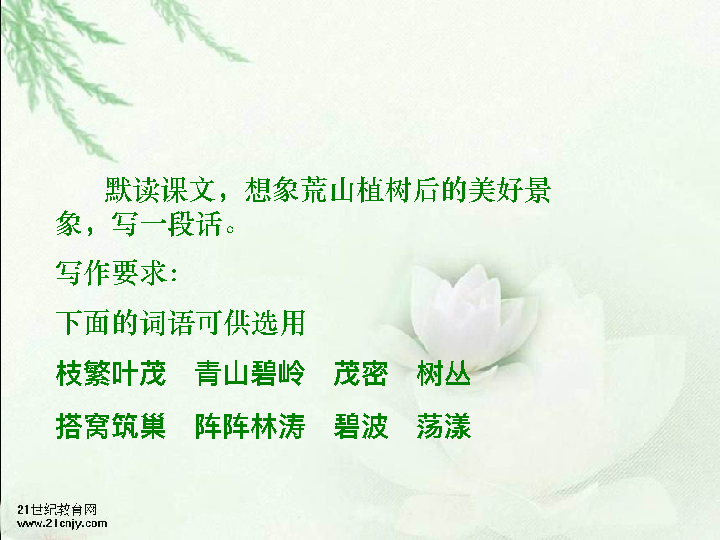 默读课文，想象荒山植树后的美好景
象，写一段话。
写作要求：
下面的词语可供选用
枝繁叶茂 青山碧岭 茂密 树丛
搭窝筑巢 阵阵林涛 碧波 荡漾
21世纪教育网
www.21cnjy.com